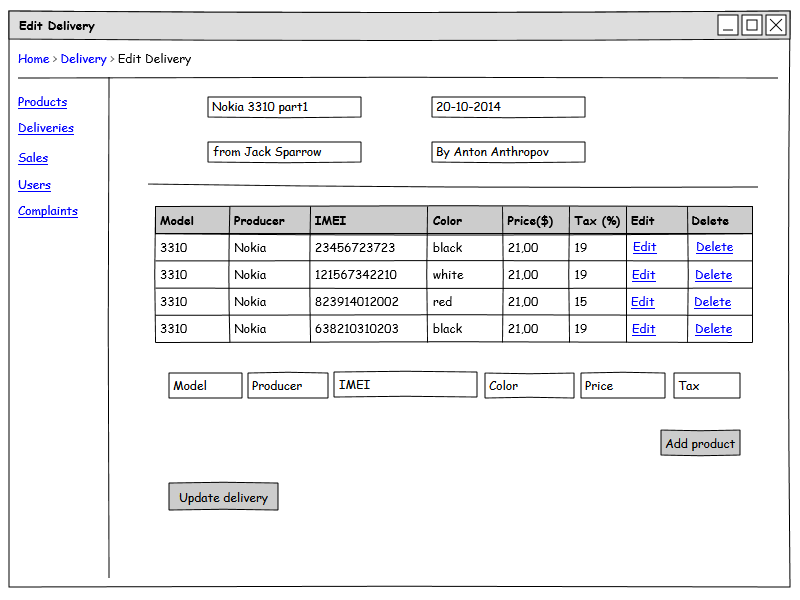 Edit Delivery
Home > Delivery > Edit Delivery
Products
Deliveries
Sales
Users
Complaints
Nokia 3310 part1 20-10-2014
from Jack Sparrow By Anton Anthropov
Model Producer IMEI Color Price($) Tax (%) Edit Delete
3310 Nokia 23456723723 black 21,00 19 Edit Delete
3310 Nokia 121567342210 white 21,00 19 Edit Delete
3310 Nokia 823914012002 red 21,00 15 Edit Delete
3310 Nokia 638210310203 black 21,00 19 Edit Delete
Model Producer IMEI Color Price Tax
Add product
Update delivery